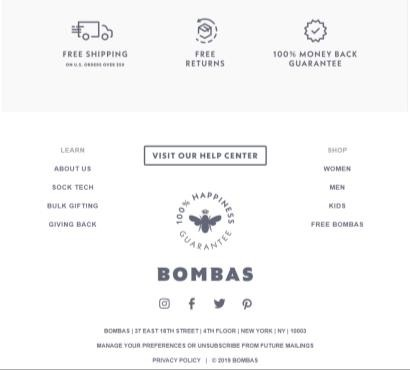 FREE SHIPPING
ON U.S. ORDERS OVER $50
FREE
RETURNS
100% MONEY BACK
GUARANTEE
LEARN
ABOUT US
SOCK TECH
BULK GIFTING
GIVING BACK
VISIT OUR HELP CENTER
100% HAPPINESS
GUARANTEE
BOMBAS
SHOP
WOMEN
MEN
KIDS
FREE BOMBAS
BOMBAS | 37 EAST 18TH STREET | 4TH FLOOR | NEW YORK | NY | 10003
MANAGE YOUR PREFERENCES OR UNSUBSCRIBE FROM FUTURE MAILINGS
PRIVACY POLICY | © 2019 BOMBAS